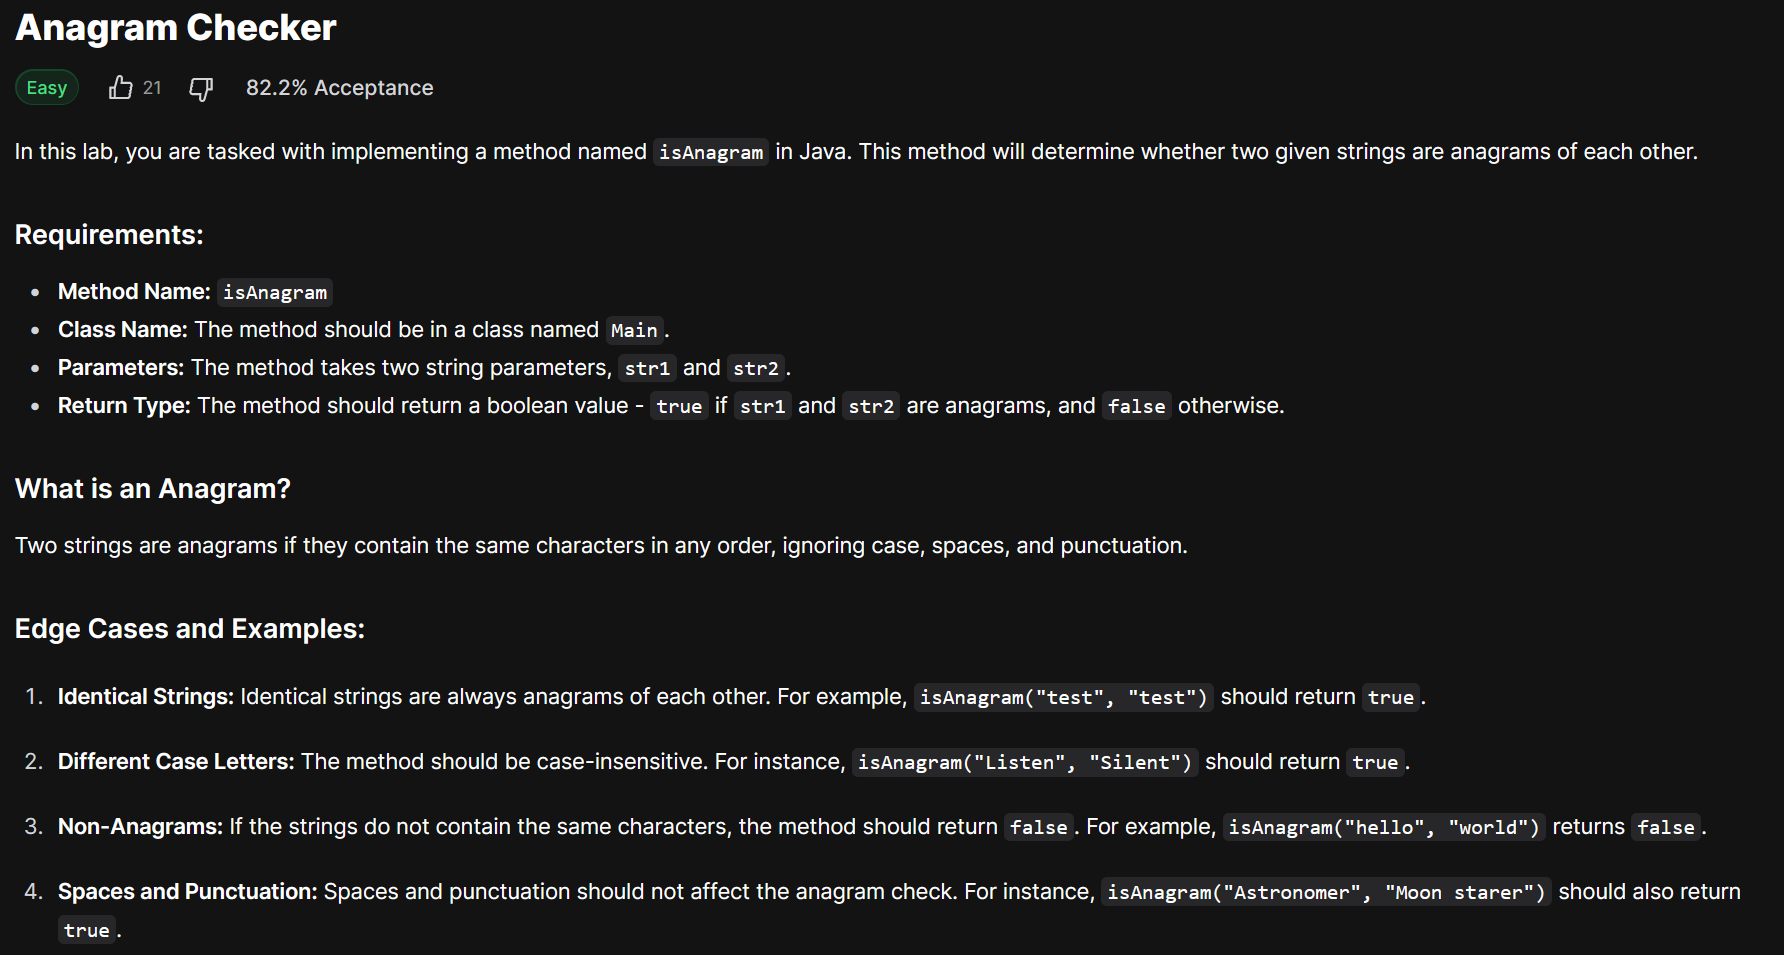 Anagram Checker
Easy 21 82.2% Acceptance
In this lab, you are tasked with implementing a method named isAnagram in Java. This method will determine whether two given strings are anagrams of each other.
Requirements:
• Method Name: isAnagram
• Class Name: The method should be in a class named Main.
• Parameters: The method takes two string parameters, str1 and str2.
• Return Type: The method should return a boolean value - true if str1 and str2 are anagrams, and false otherwise.
What is an Anagram?
Two strings are anagrams if they contain the same characters in any order, ignoring case, spaces, and punctuation.
Edge Cases and Examples:
1. Identical Strings: Identical strings are always anagrams of each other. For example, isAnagram("test", "test") should return true.
2. Different Case Letters: The method should be case-insensitive. For instance, isAnagram("Listen", "Silent") should return true.
3. Non-Anagrams: If the strings do not contain the same characters, the method should return false. For example, isAnagram("hello", "world") returns false.
4. Spaces and Punctuation: Spaces and punctuation should not affect the anagram check. For instance, isAnagram("Astronomer", "Moon starer") should also return
true.